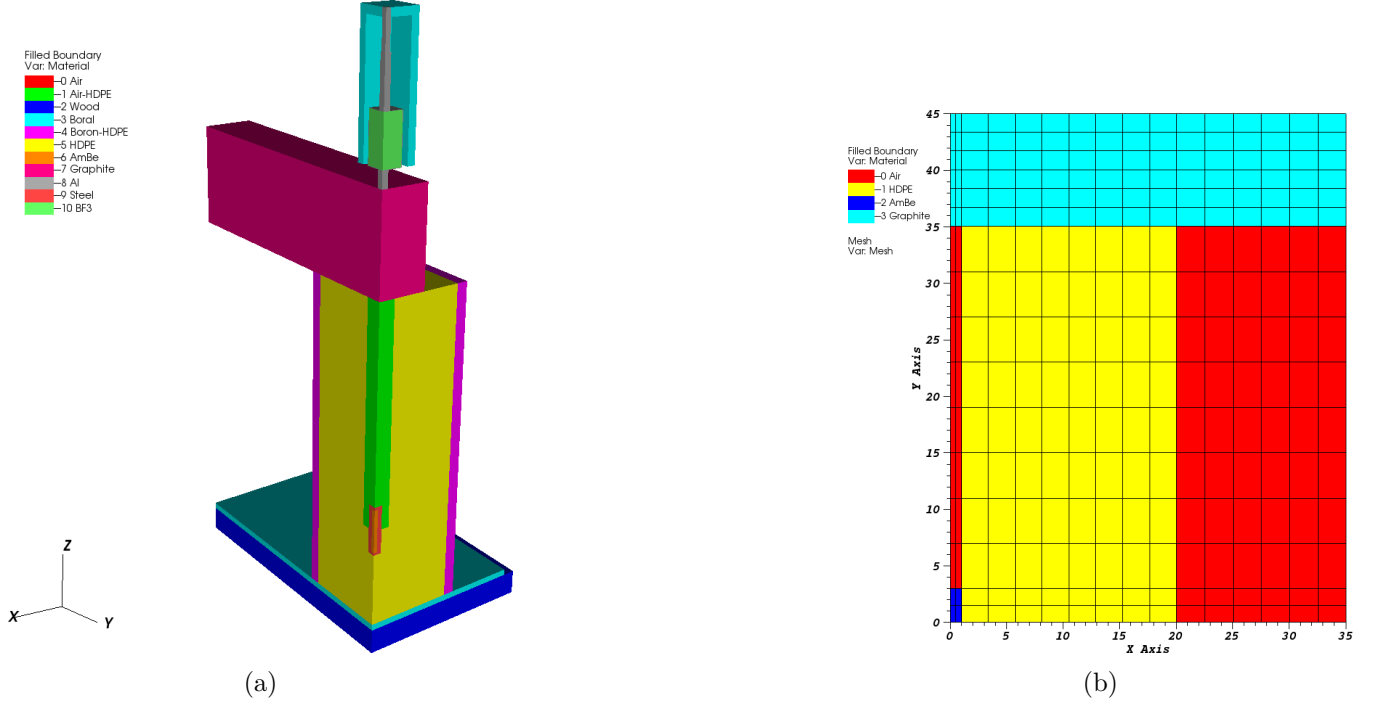 Filled Boundary
Var: Material
0 Air
1 Air-HDPE
2 Wood
3 Boral
4 Boron-HDPE
5 HDPE
6 AmBe
7 Graphite
8 Al
9 Steel
10 BF3
Z
X
Y
(a)
Filled Boundary
Var: Material
0 Air
1 HDPE
2 AmBe
3 Graphite
Mesh
Var: Mesh
45
40
35
30
25
20
15
10
5
0
Y Axis
0 5 10 15 20 25 30 35
X Axis
(b)